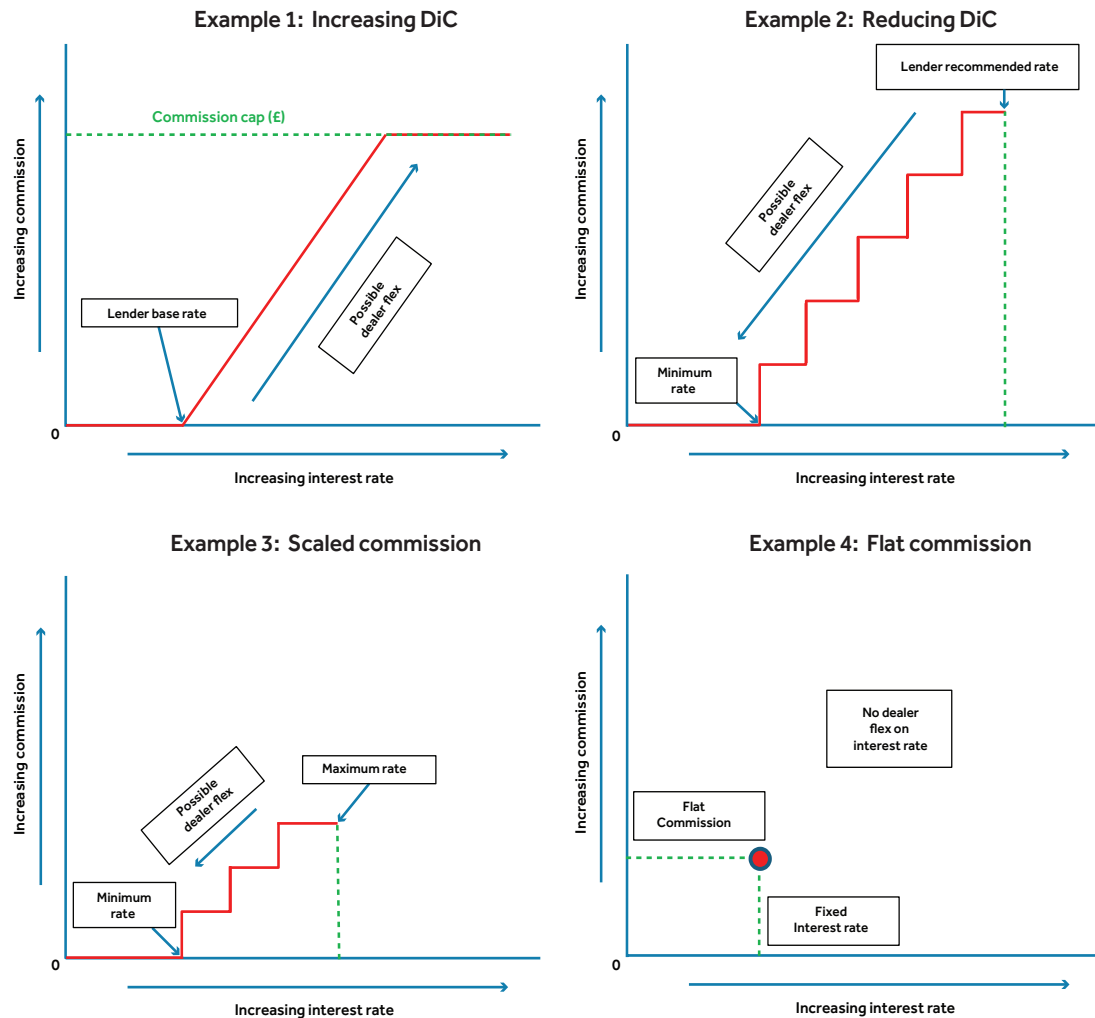 Example 1: Increasing DiC
Increasing commission
Commission cap (£)
Lender base rate
Possible
dealer flex
0
Increasing interest rate
Example 2: Reducing DiC
Increasing commission
Lender recommended rate
Possible
dealer flex
Minimum
rate
0
Increasing interest rate
Example 3: Scaled commission
Increasing commission
Possible
dealer flex
Maximum rate
Minimum
rate
0
Increasing interest rate
Example 4: Flat commission
Increasing commission
No dealer
flex on
interest rate
Flat
Commission
Fixed
Interest rate
0
Increasing interest rate